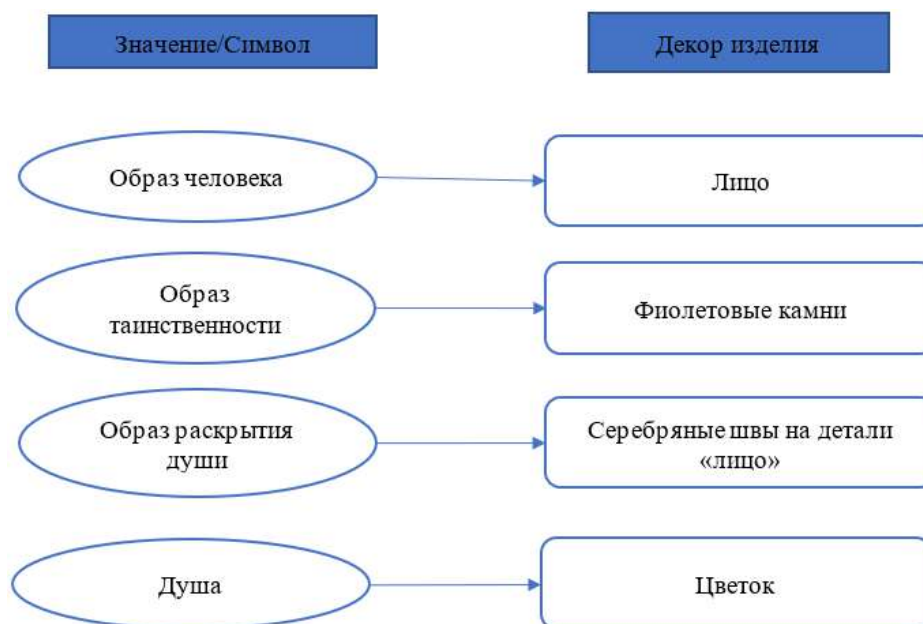 Значение/Символ
Декор изделия
Образ человека
Лицо
Образ
таинственности
Фиолетовые камни
Образ раскрытия
души
Серебряные швы на детали
«лицо»
Душа
Цветок